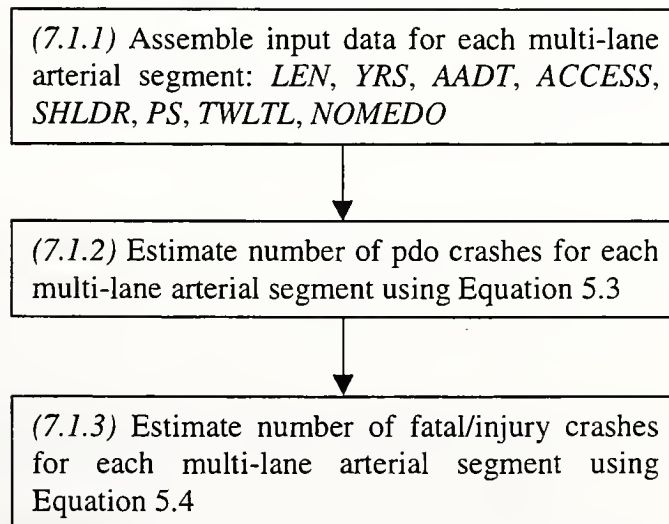 (7.1.1) Assemble input data for each multi-lane
arterial segment: LEN, YRS, AADT, ACCESS,
SHLDR, PS, TWLTL, NOMEDO
(7.1.2) Estimate number of pdo crashes for each
multi-lane arterial segment using Equation 5.3
(7.1.3) Estimate number of fatal/injury crashes
for each multi-lane arterial segment using
Equation 5.4